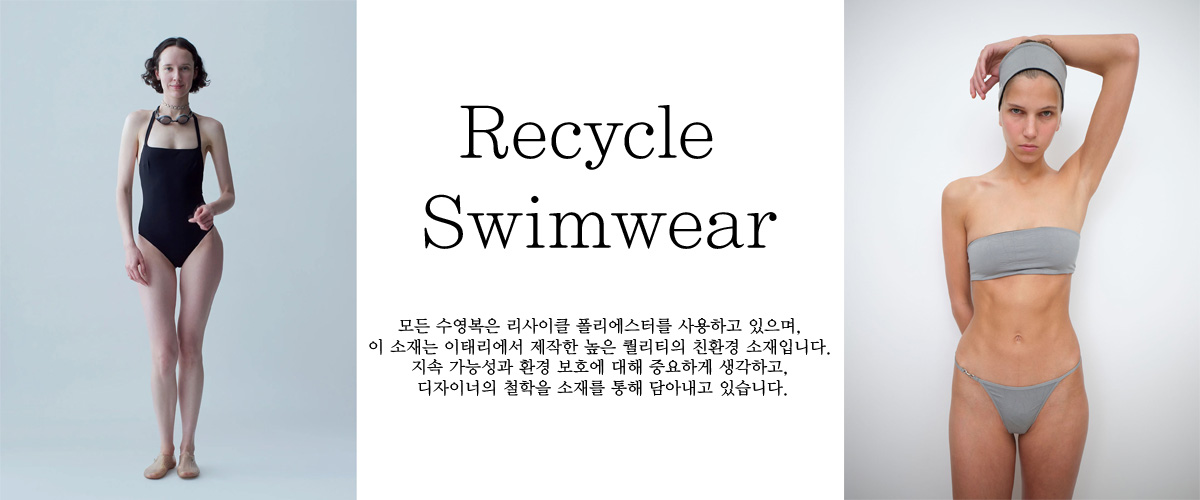 Recycle
Swimwear
모든 수영복은 리사이클 폴리에스터를 사용하고 있으며,
이 소재는 이태리에서 제작한 높은 퀄리티의 친환경 소재입니다.
지속 가능성과 환경 보호에 대해 중요하게 생각하고,
디자이너의 철학을 소재를 통해 담아내고 있습니다.